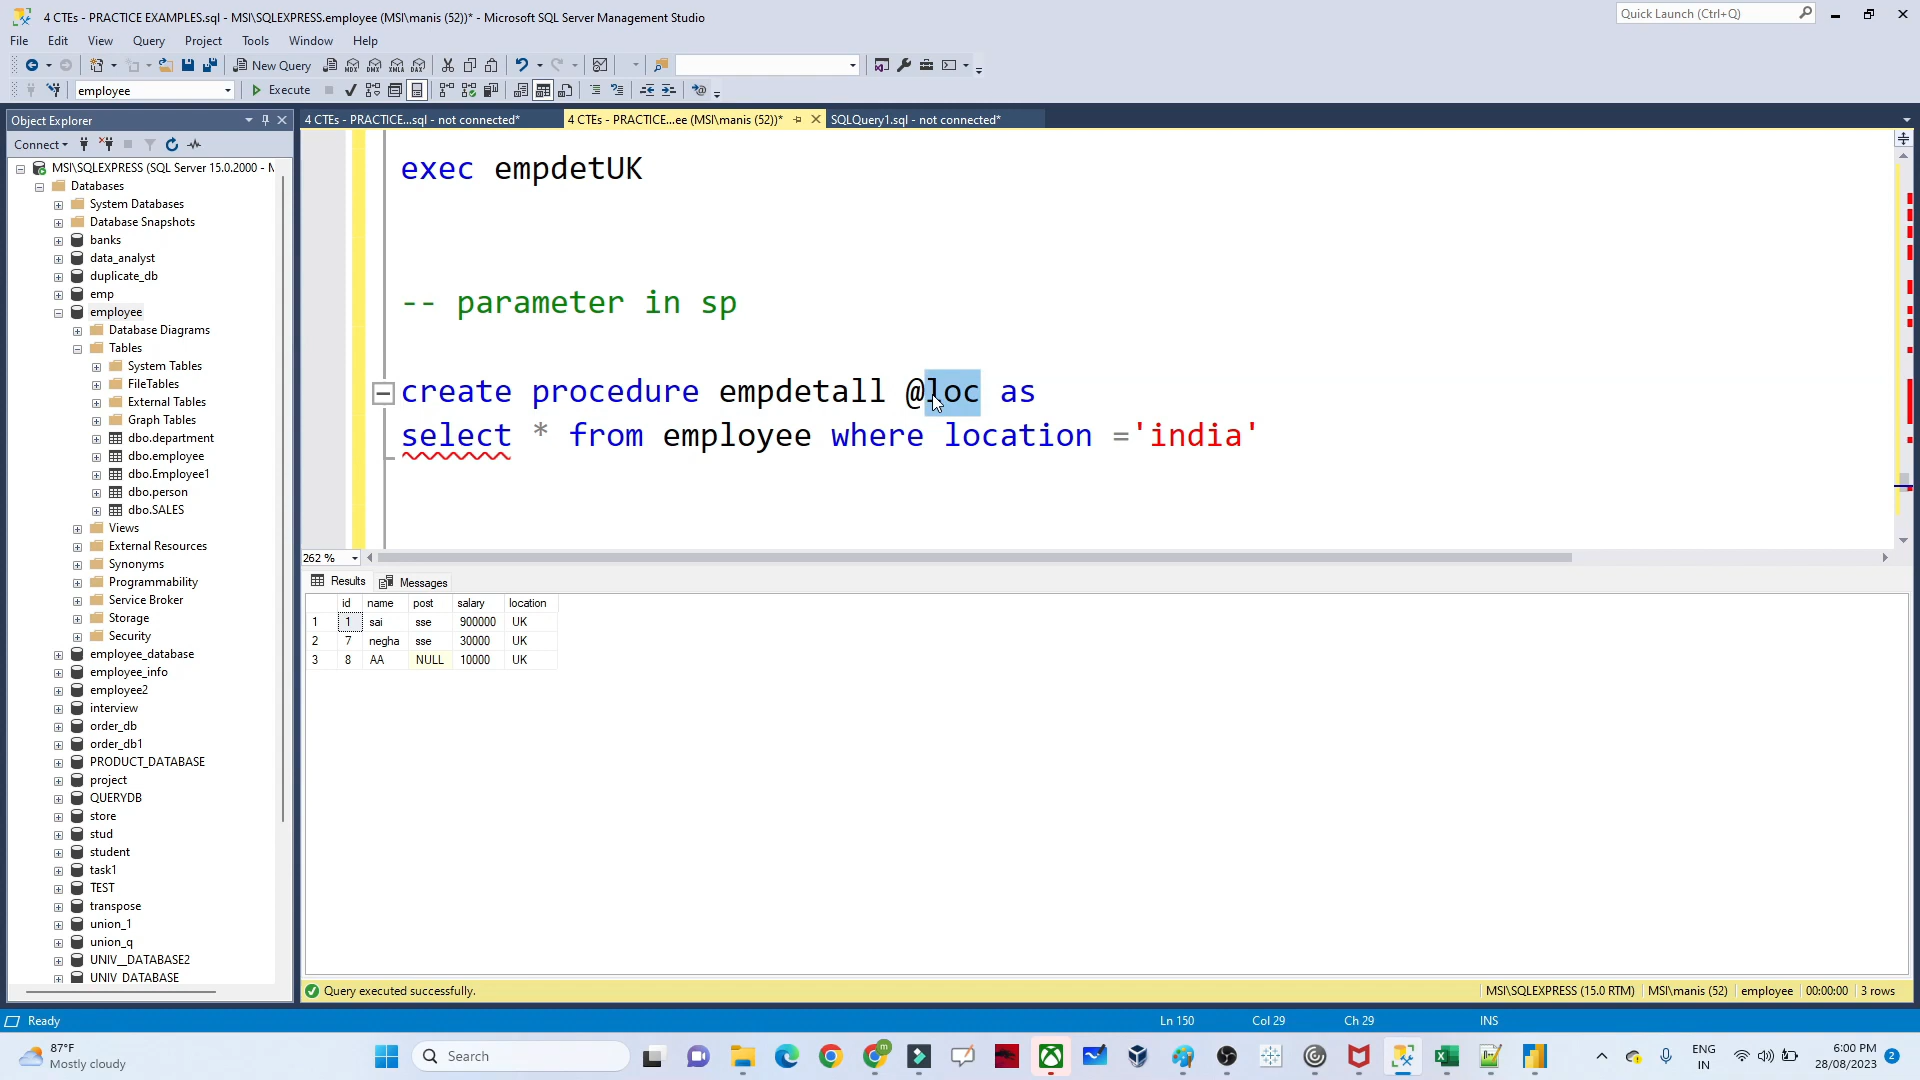 4 CTEs - PRACTICE EXAMPLES.sql - MSI\SQLEXPRESS.employee (MSI\manis (52))* - Microsoft SQL Server Management Studio
Quick Launch (Ctrl+Q)
File Edit View Query Project Tools Window Help
New Query
MDX DMX XMLA DAX
employee
Execute
Object Explorer
4 CTEs - PRACTICE...sql - not connected*
4 CTEs - PRACTICE...ee (MSI\manis (52))*
SQLQuery1.sql - not connected*
Connect
MSI\SQLEXPRESS (SQL Server 15.0.2000 - M
Databases
System Databases
Database Snapshots
banks
data_analyst
duplicate_db
emp
employee
Database Diagrams
Tables
System Tables
FileTables
External Tables
Graph Tables
dbo.department
dbo.employee
dbo.Employee1
dbo.person
dbo.SALES
Views
External Resources
Synonyms
Programmability
Service Broker
Storage
Security
employee_database
employee_info
employee2
interview
order_db
order_db1
PRODUCT_DATABASE
project
QUERYDB
store
stud
student
task1
TEST
transpose
union_1
union_q
UNIV__DATABASE2
UNIV_DATABASE
exec empdetUK
-- parameter in sp
create procedure empdetall @loc as
select * from employee where location ='india'
262 %
Results Messages
id name post salary location
1 1 sai sse 900000 UK
2 7 negha sse 30000 UK
3 8 AA NULL 10000 UK
Query executed successfully.
MSI\SQLEXPRESS (15.0 RTM) MSI\manis (52) employee 00:00:00 3 rows
Ready
Ln 150 Col 29 Ch 29 INS
87°F
Mostly cloudy
Search
m
ENG
IN
6:00 PM
28/08/2023
2